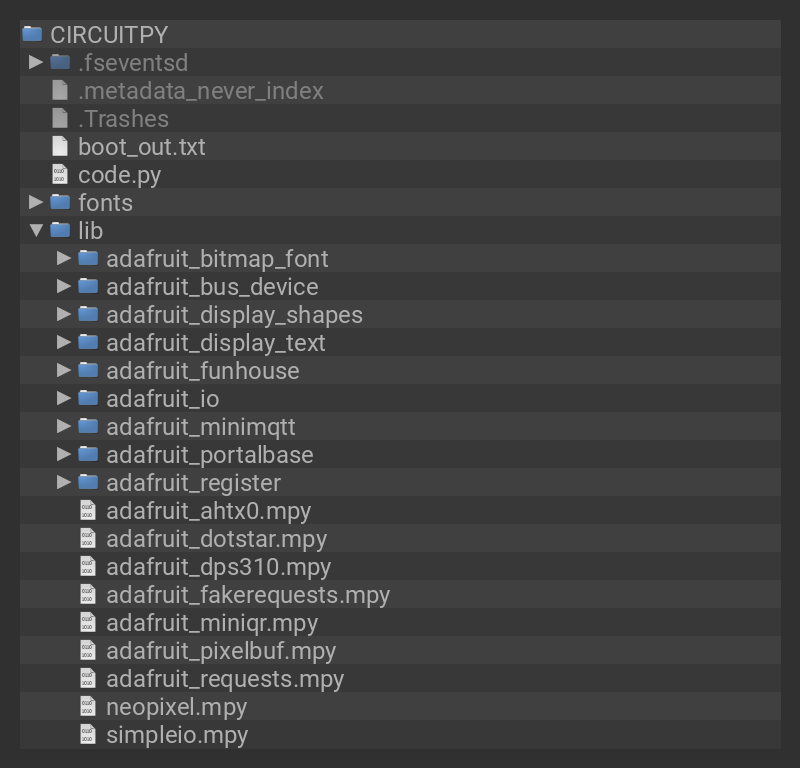 CIRCUITPY
.fseventsd
.metadata_never_index
.Trashes
boot_out.txt
code.py
fonts
lib
adafruit_bitmap_font
adafruit_bus_device
adafruit_display_shapes
adafruit_display_text
adafruit_funhouse
adafruit_io
adafruit_minimqtt
adafruit_portalbase
adafruit_register
adafruit_ahtx0.mpy
adafruit_dotstar.mpy
adafruit_dps310.mpy
adafruit_fakerequests.mpy
adafruit_miniqr.mpy
adafruit_pixelbuf.mpy
adafruit_requests.mpy
neopixel.mpy
simpleio.mpy